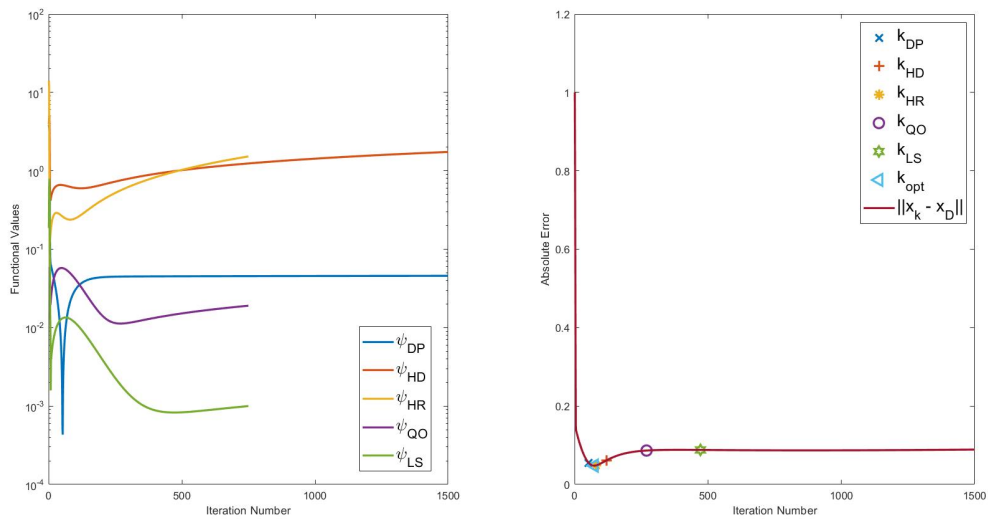 10^2
10^1
10^0
10^-1
10^-2
10^-3
10^-4
Functional Values
0 500 1000 1500
Iteration Number
ψ_DP
ψ_HD
ψ_HR
ψ_QO
ψ_LS
1.2
1
0.8
0.6
0.4
0.2
0
Absolute Error
0 500 1000 1500
Iteration Number
k_DP
k_HD
k_HR
k_QO
k_LS
k_opt
||x_k - x_D||